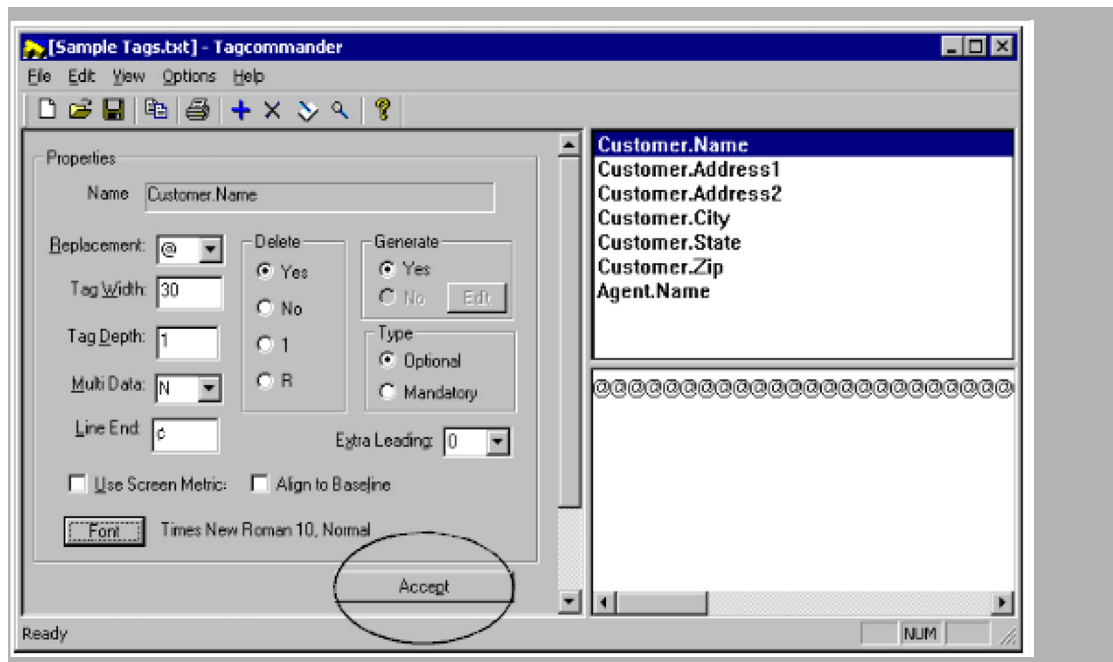 [Sample Tags.txt] - Tagcommander
File Edit View Options Help
Properties
Name Customer.Name
Replacement: @
Tag Width: 30
Tag Depth: 1
Multi Data: N
Line End: ¢
Delete
Yes
No
1
R
Generate
Yes
No Edit
Type
Optional
Mandatory
Extra Leading: 0
Use Screen Metric: Align to Baseline
Font Times New Roman 10, Normal
Accept
Customer.Name
Customer.Address1
Customer.Address2
Customer.City
Customer.State
Customer.Zip
Agent.Name
@@@@@@@@@@@@@@@@@@@@@@@@
Ready NUM